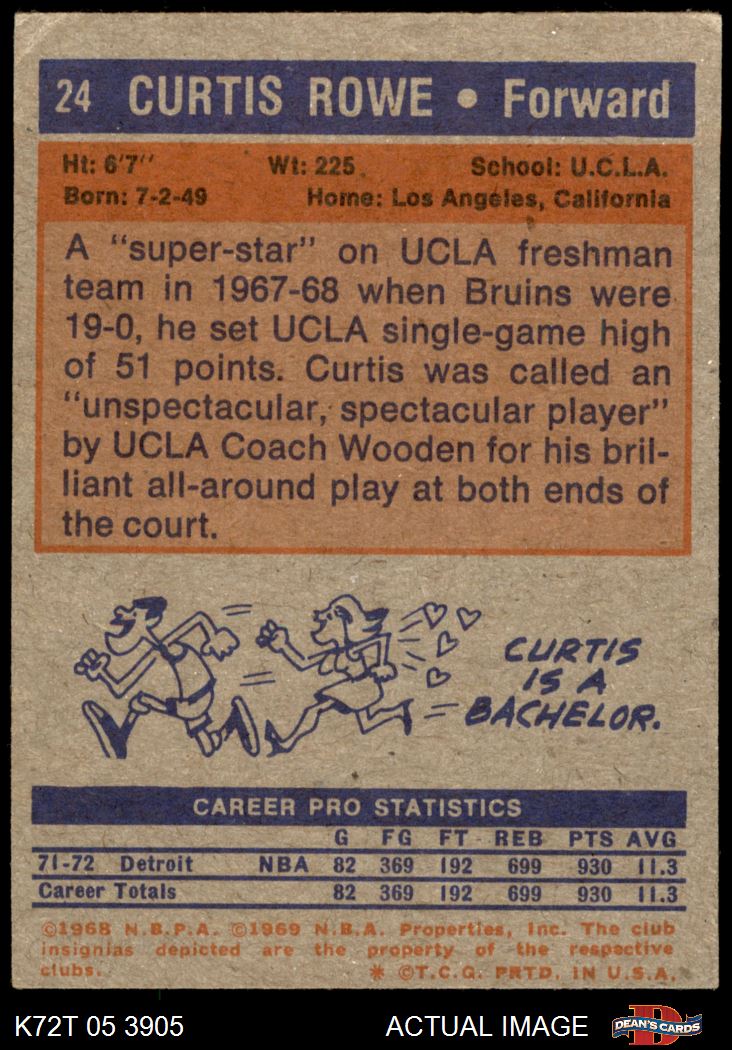 24 CURTIS ROWE • Forward
Ht: 6'7" Wt: 225 School: U.C.L.A.
Born: 7-2-49 Home: Los Angeles, California
A "super-star" on UCLA freshman
team in 1967-68 when Bruins were
19-0, he set UCLA single-game high
of 51 points. Curtis was called an
"unspectacular, spectacular player"
by UCLA Coach Wooden for his bril-
liant all-around play at both ends of
the court.
CURTIS
IS A
BACHELOR.
CAREER PRO STATISTICS
G FG FT REB PTS AVG
71-72 Detroit NBA 82 369 192 699 930 11.3
Career Totals 82 369 192 699 930 11.3
©1968 N.B.P.A. ©1969 N.B.A. Properties, Inc. The club
insignias depicted are the property of the respective
clubs. * ©T.C.G. PRTD. IN U.S.A.
K72T 05 3905 ACTUAL IMAGE D DEAN'S CARDS